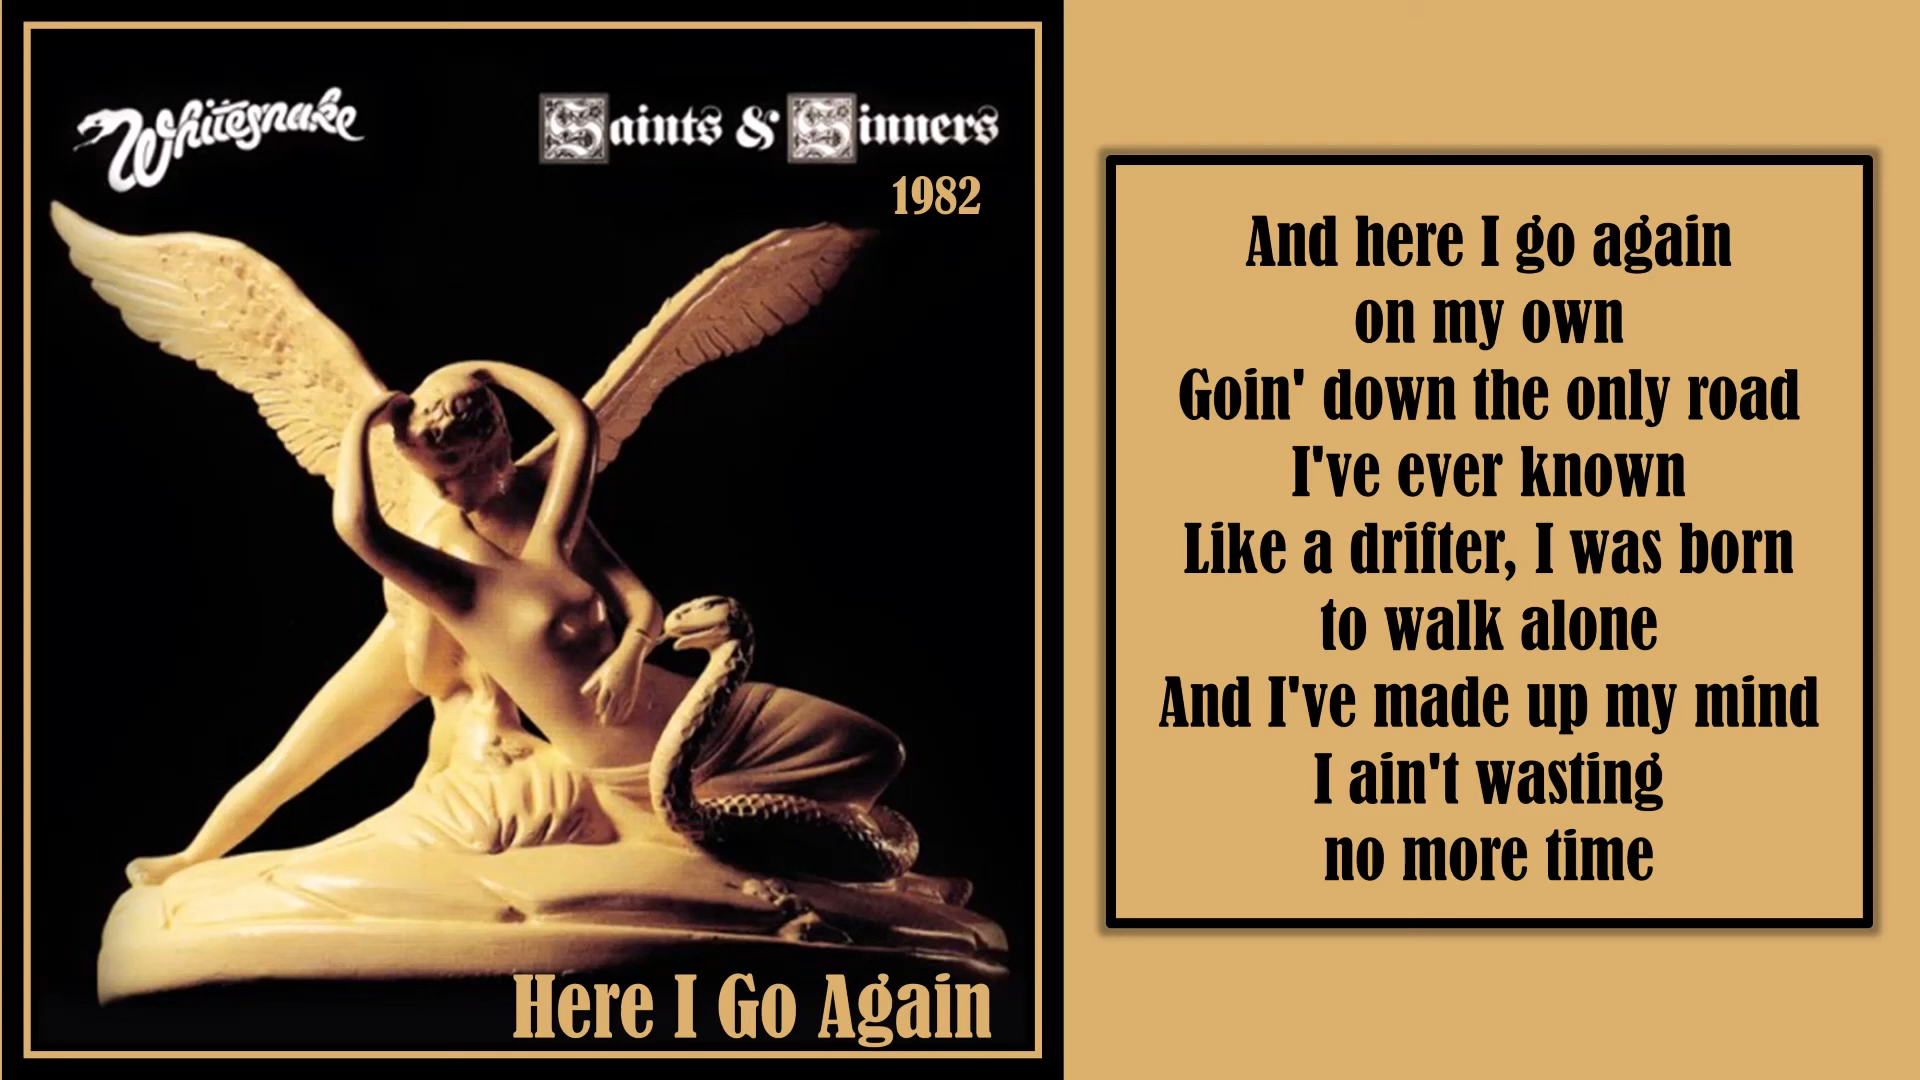 Whitesnake
Saints & Sinners
1982
Here I Go Again
And here I go again
on my own
Goin' down the only road
I've ever known
Like a drifter, I was born
to walk alone
And I've made up my mind
I ain't wasting
no more time